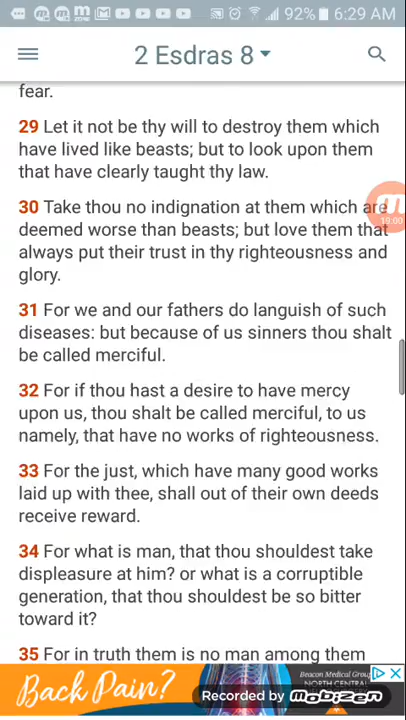 92% 6:29 AM
2 Esdras 8
fear.
29 Let it not be thy will to destroy them which
have lived like beasts; but to look upon them
that have clearly taught thy law.
30 Take thou no indignation at them which are
deemed worse than beasts; but love them that
always put their trust in thy righteousness and
glory.
31 For we and our fathers do languish of such
diseases: but because of us sinners thou shalt
be called merciful.
32 For if thou hast a desire to have mercy
upon us, thou shalt be called merciful, to us
namely, that have no works of righteousness.
33 For the just, which have many good works
laid up with thee, shall out of their own deeds
receive reward.
34 For what is man, that thou shouldest take
displeasure at him? or what is a corruptible
generation, that thou shouldest be so bitter
toward it?
35 For in truth them is no man among them
Back Pain?
Beacon Medical Group
NORTH CENTRAL
Recorded by mobizen